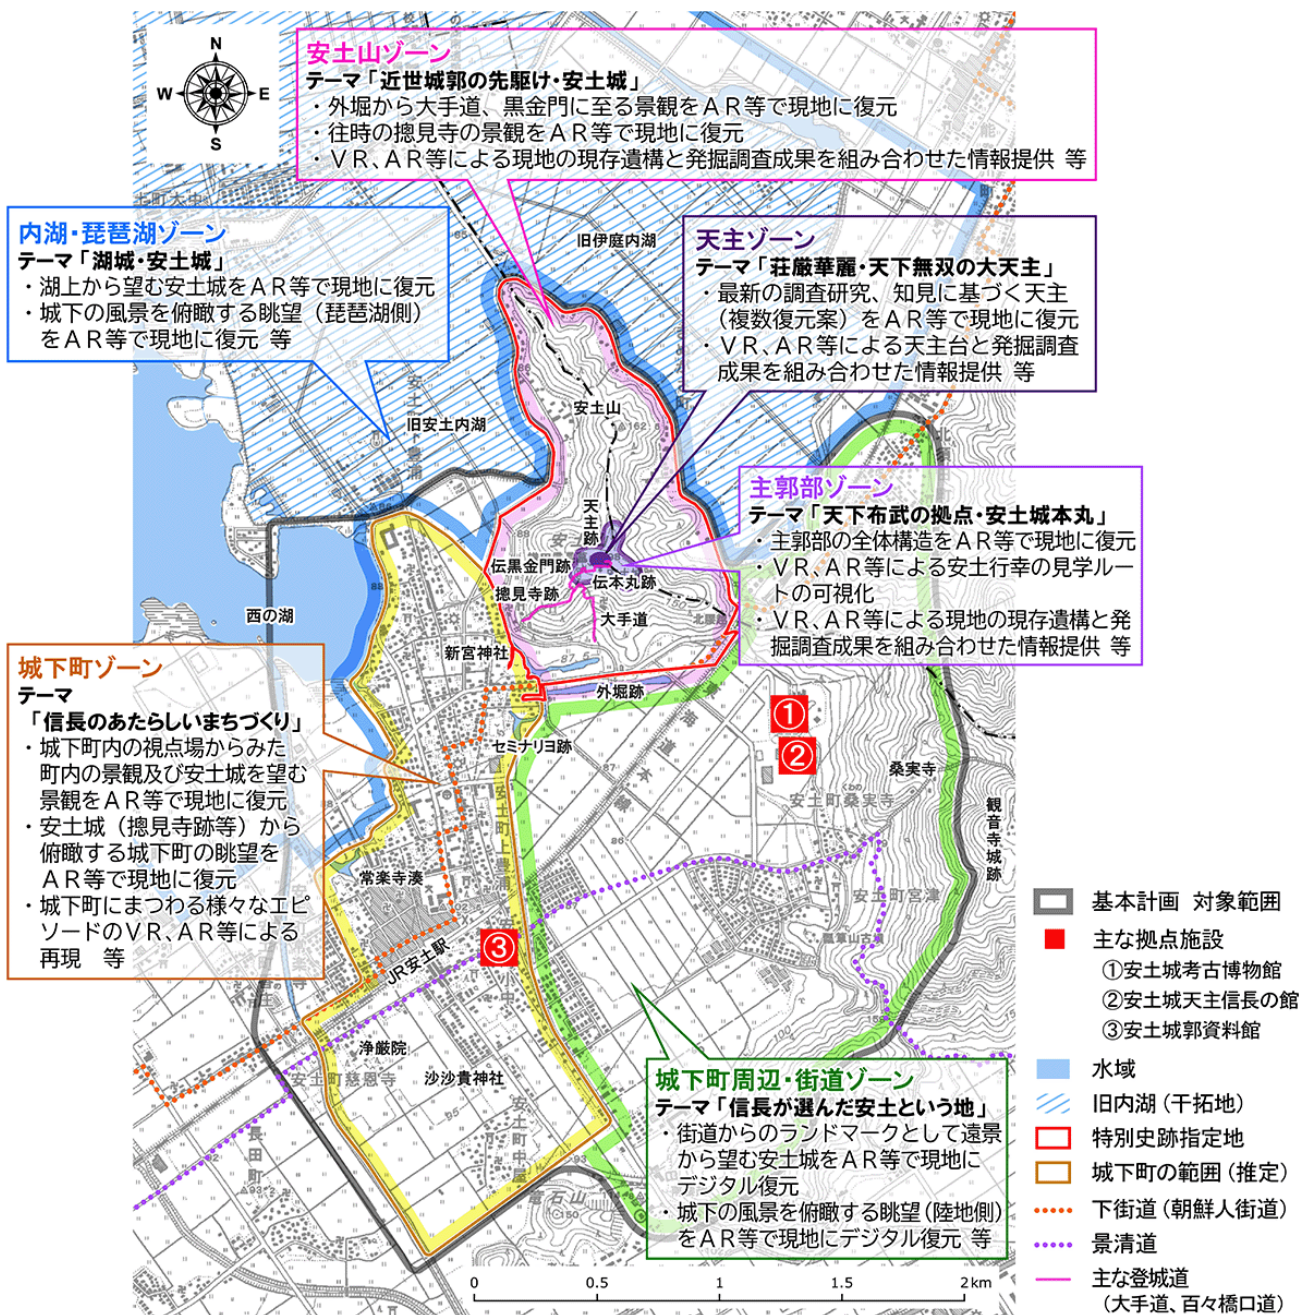 N
W
E
S
安土山ゾーン
テーマ「近世城郭の先駆け・安土城」
・外堀から大手道、黒金門に至る景観をAR等で現地に復元
・往時の摠見寺の景観をAR等で現地に復元
・VR、AR等による現地の現存遺構と発掘調査成果を組み合わせた情報提供 等
内湖・琵琶湖ゾーン
テーマ「湖城・安土城」
・湖上から望む安土城をAR等で現地に復元
・城下の風景を俯瞰する眺望（琵琶湖側）
をAR等で現地に復元 等
天主ゾーン
テーマ「荘厳華麗・天下無双の大天主」
・最新の調査研究、知見に基づく天主
（複数復元案）をAR等で現地に復元
・VR、AR等による天主台と発掘調査
成果を組み合わせた情報提供 等
主郭部ゾーン
テーマ「天下布武の拠点・安土城本丸」
・主郭部の全体構造をAR等で現地に復元
・VR、AR等による安土行幸の見学ルー
トの可視化
・VR、AR等による現地の現存遺構と発
掘調査成果を組み合わせた情報提供 等
城下町ゾーン
テーマ
「信長のあたらしいまちづくり」
・城下町内の視点場からみた
町内の景観及び安土城を望む
景観をAR等で現地に復元
・安土城（摠見寺跡等）から
俯瞰する城下町の眺望を
AR等で現地に復元
・城下町にまつわる様々なエピ
ソードのVR、AR等による
再現 等
城下町周辺・街道ゾーン
テーマ「信長が選んだ安土という地」
・街道からのランドマークとして遠景
から望む安土城をAR等で現地に
デジタル復元
・城下の風景を俯瞰する眺望（陸地側）
をAR等で現地にデジタル復元 等
旧伊庭内湖
旧安土内湖
安土山
天主跡
伝黒金門跡
伝本丸跡
摠見寺跡
大手道
西の湖
新宮神社
外堀跡
セミナリヨ跡
①
②
桑実寺
安土町桑実寺
観音寺城跡
常楽寺湊
安土町上豊浦
安土町宮津
JR安土駅
③
浄厳院
沙沙貴神社
安土町慈恩寺
安土町中屋
長田町
竜石山
0
0.5
1
1.5
2km
基本計画 対象範囲
主な拠点施設
①安土城考古博物館
②安土城天主信長の館
③安土城郭資料館
水域
旧内湖（干拓地）
特別史跡指定地
城下町の範囲（推定）
下街道（朝鮮人街道）
景清道
主な登城道
（大手道、百々橋口道）